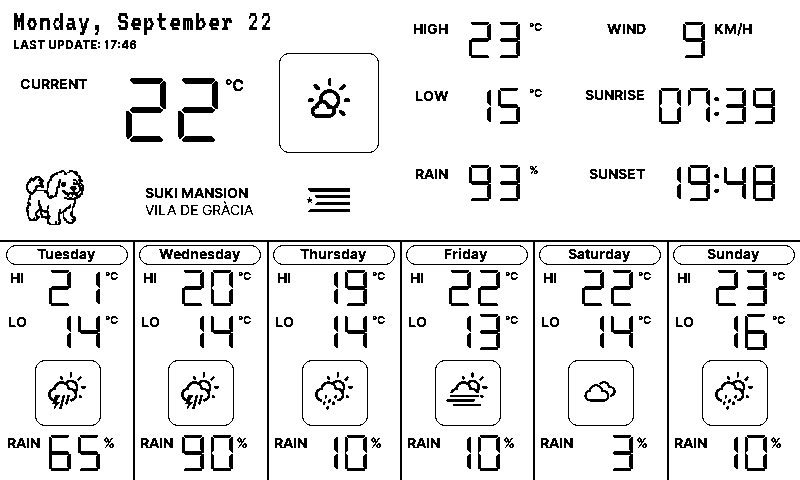 Monday, September 22
LAST UPDATE: 17:46
CURRENT 22 °C
SUKI MANSION
VILA DE GRÀCIA
HIGH 23 °C
LOW 15 °C
RAIN 93 %
WIND 9 KM/H
SUNRISE 07:39
SUNSET 19:48
Tuesday
HI 21 °C
LO 14 °C
RAIN 65 %
Wednesday
HI 20 °C
LO 14 °C
RAIN 90 %
Thursday
HI 19 °C
LO 14 °C
RAIN 10 %
Friday
HI 22 °C
LO 13 °C
RAIN 10 %
Saturday
HI 22 °C
LO 14 °C
RAIN 3 %
Sunday
HI 23 °C
LO 16 °C
RAIN 10 %